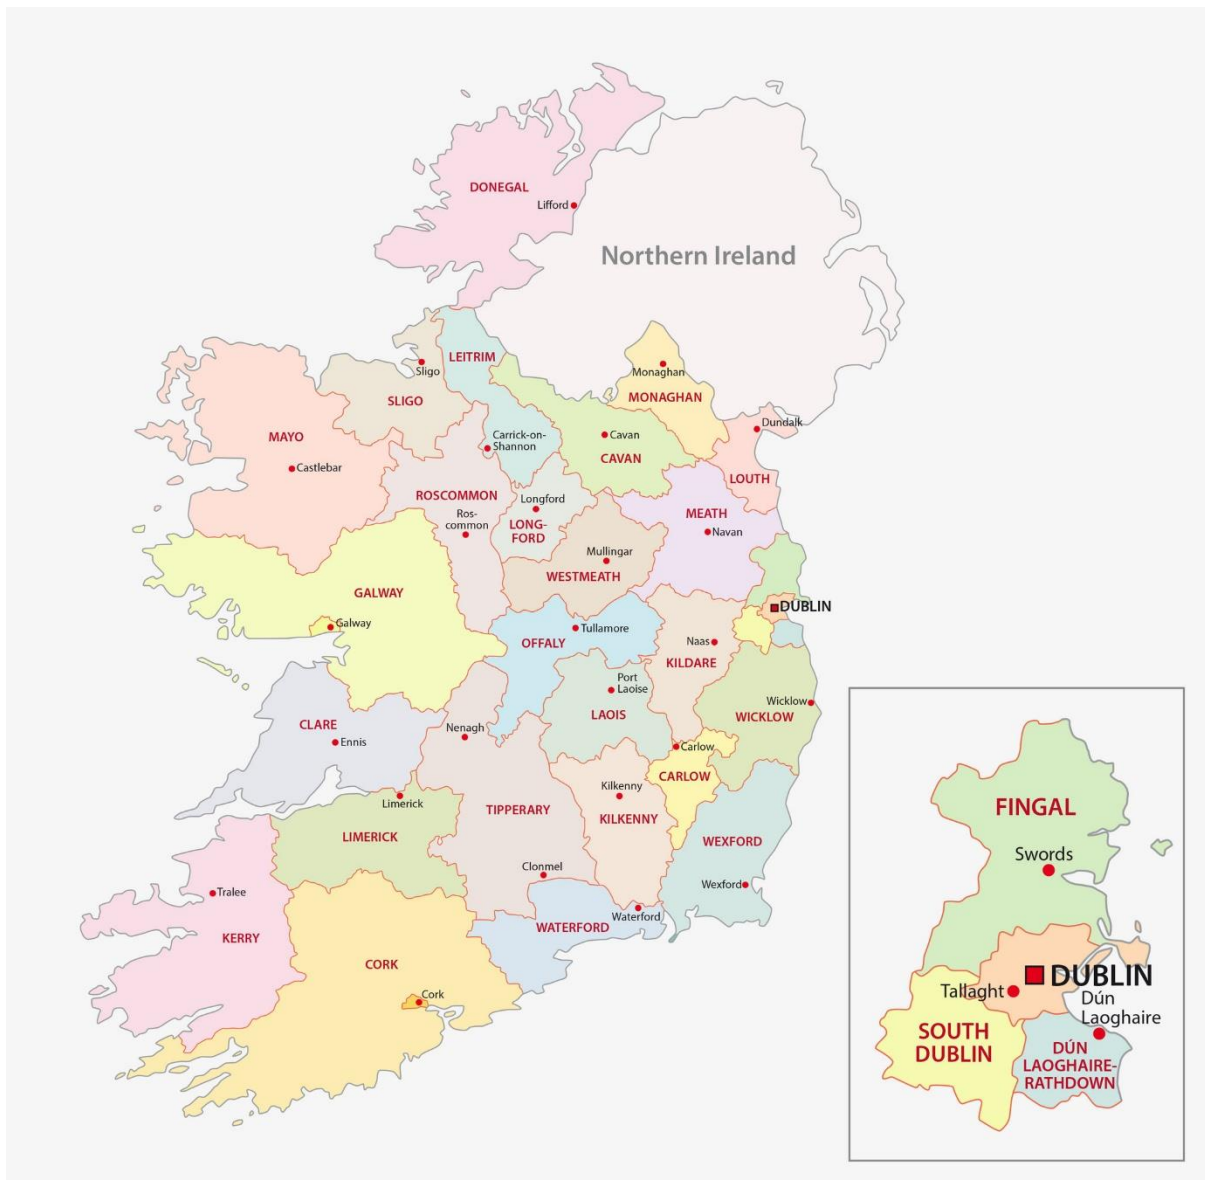 DONEGAL
Lifford
Northern Ireland
LEITRIM
Sligo
SLIGO
Monaghan
MONAGHAN
MAYO
Castlebar
Carrick-on-
Shannon
Cavan
CAVAN
Dundalk
LOUTH
ROSCOMMON
Ros-
common
Longford
LONG-
FORD
MEATH
Navan
Mullingar
WESTMEATH
GALWAY
Galway
OFFALY
Tullamore
DUBLIN
Naas
KILDARE
Port
Laoise
LAOIS
Wicklow
WICKLOW
CLARE
Ennis
Nenagh
Carlow
CARLOW
Limerick
LIMERICK
TIPPERARY
Kilkenny
KILKENNY
WEXFORD
Wexford
Clonmel
Tralee
KERRY
Waterford
WATERFORD
CORK
Cork
FINGAL
Swords
DUBLIN
Tallaght
Dún
Laoghaire
SOUTH
DUBLIN
DÚN
LAOGHAIRE-
RATHDOWN